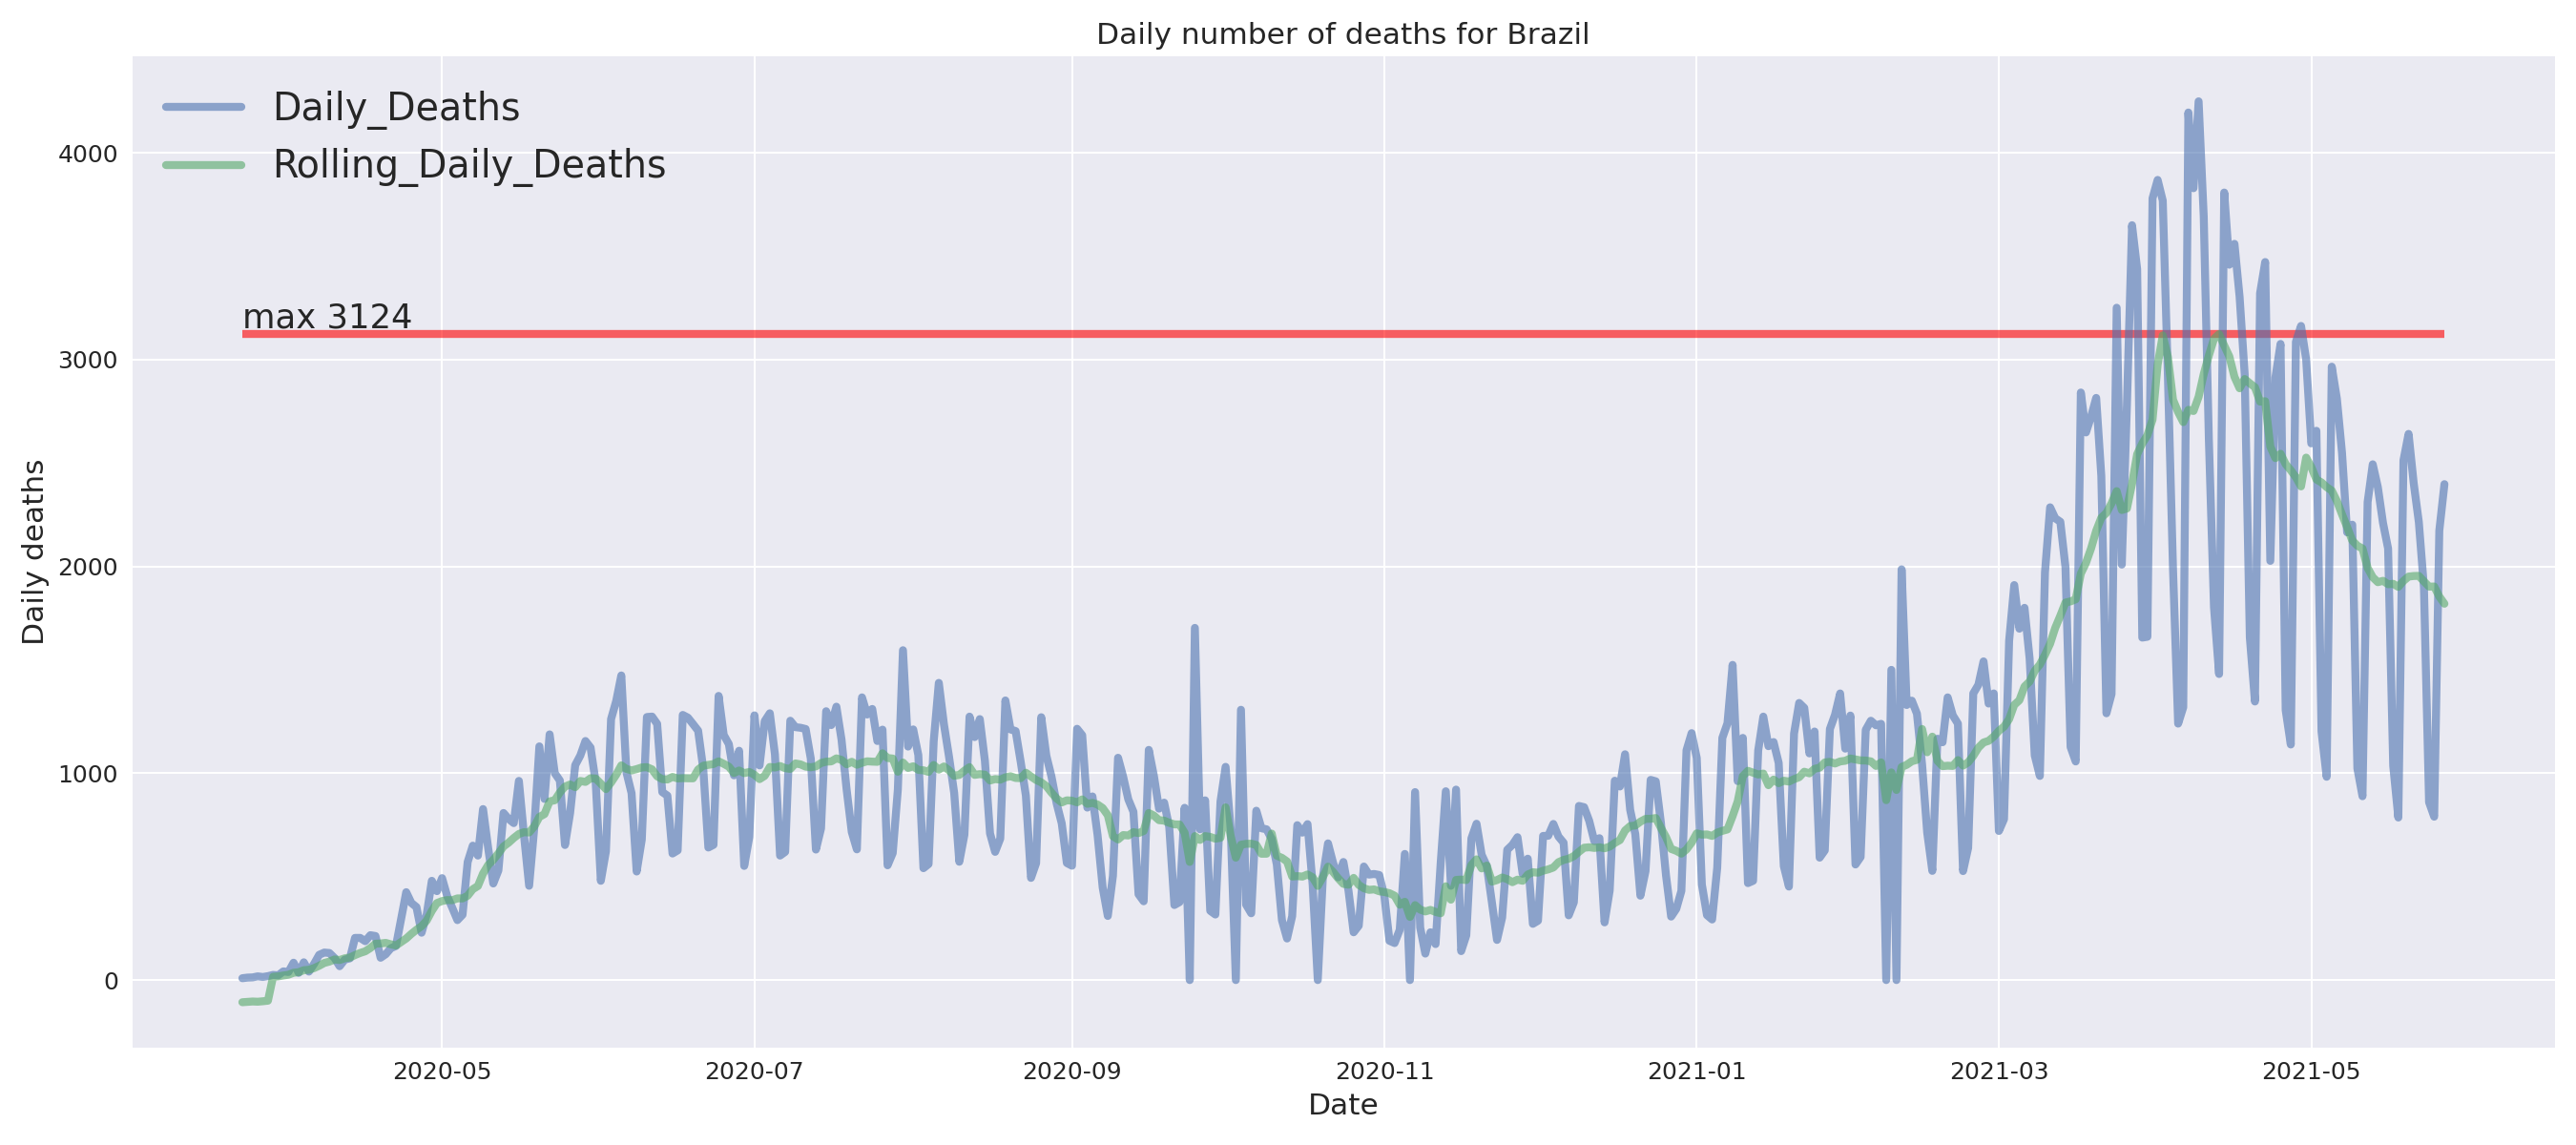 Daily number of deaths for Brazil
Daily_Deaths
Rolling_Daily_Deaths
max 3124
4000
3000
2000
1000
0
Daily deaths
2020-05 2020-07 2020-09 2020-11 2021-01 2021-03 2021-05
Date